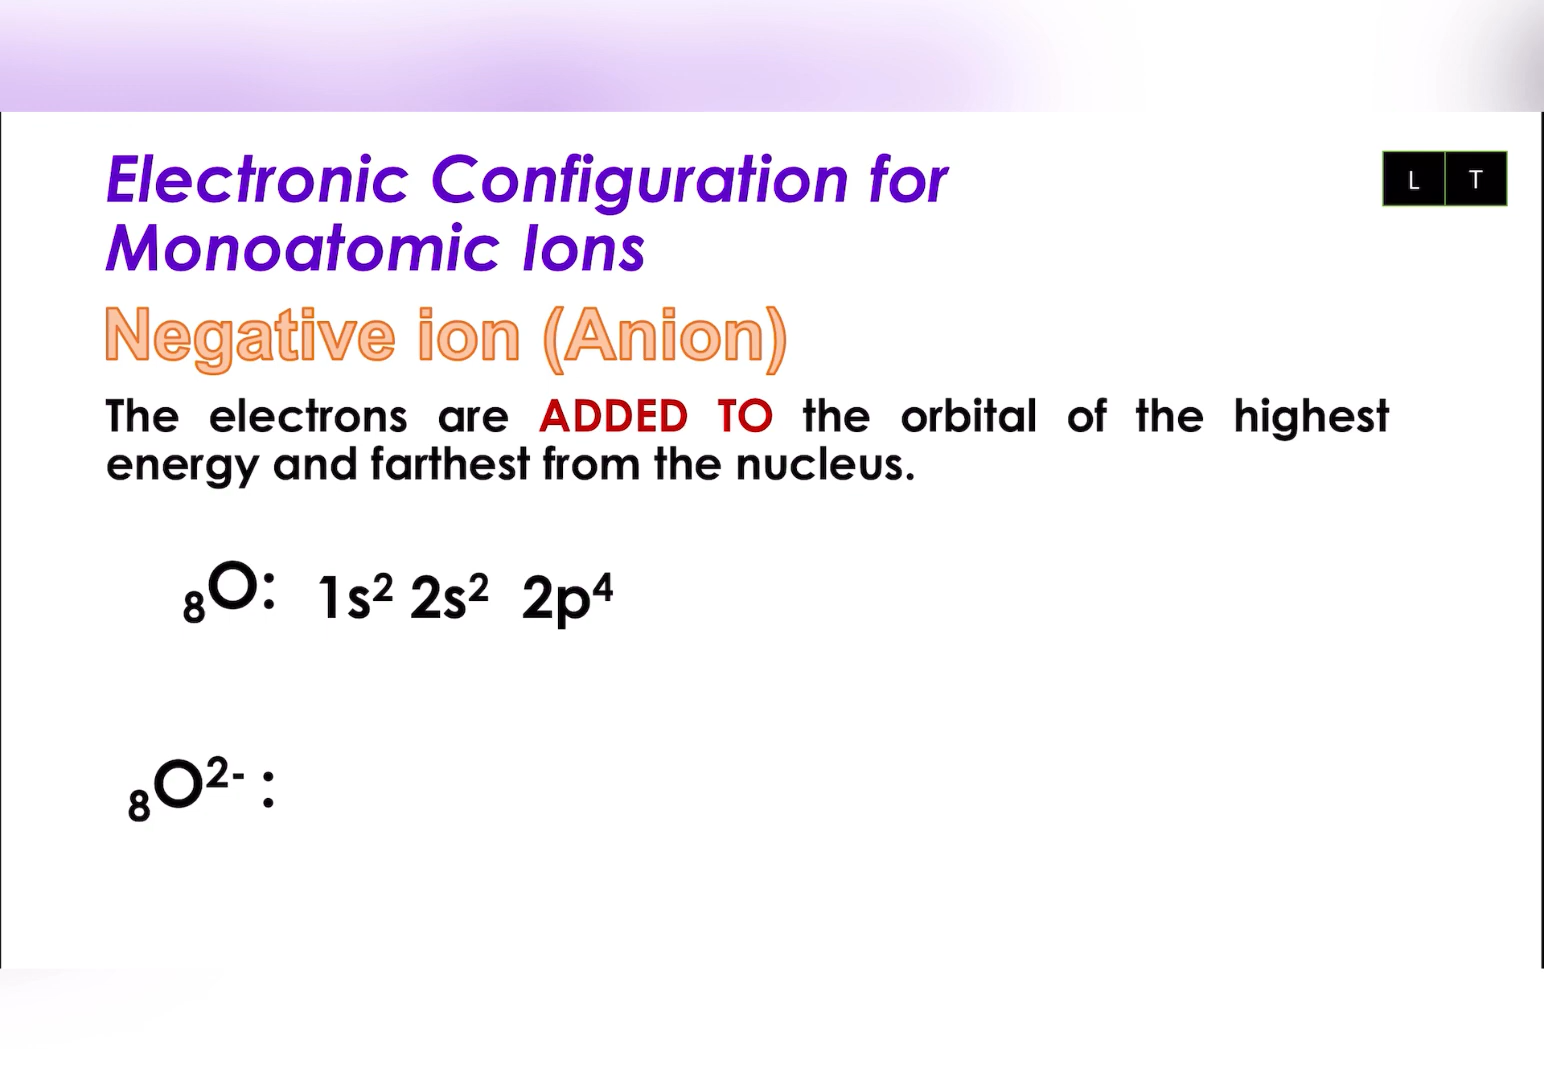 Electronic Configuration for
L T
Monoatomic Ions
Negative ion (Anion)
The electrons are ADDED TO the orbital of the highest
energy and farthest from the nucleus.
₈O: 1s² 2s² 2p⁴
₈O²⁻ :